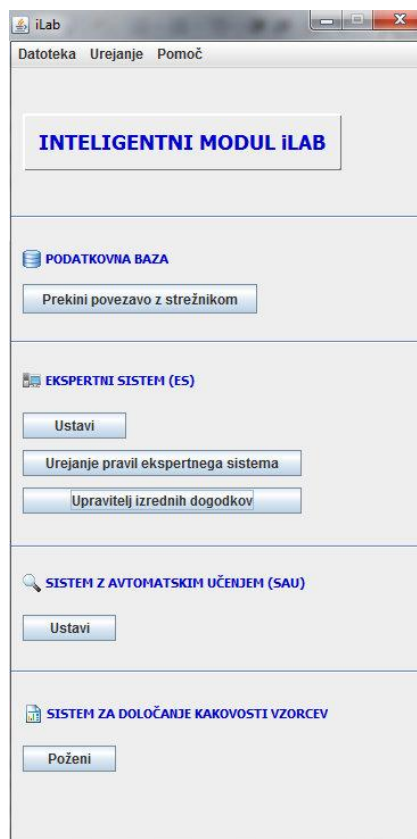 iLab
Datoteka Urejanje Pomoč
INTELIGENTNI MODUL iLAB
PODATKOVNA BAZA
Prekini povezavo z strežnikom
EKSPERTNI SISTEM (ES)
Ustavi
Urejanje pravil ekspertnega sistema
Upravitelj izrednih dogodkov
SISTEM Z AVTOMATSKIM UČENJEM (SAU)
Ustavi
SISTEM ZA DOLOČANJE KAKOVOSTI VZORCEV
Poženi